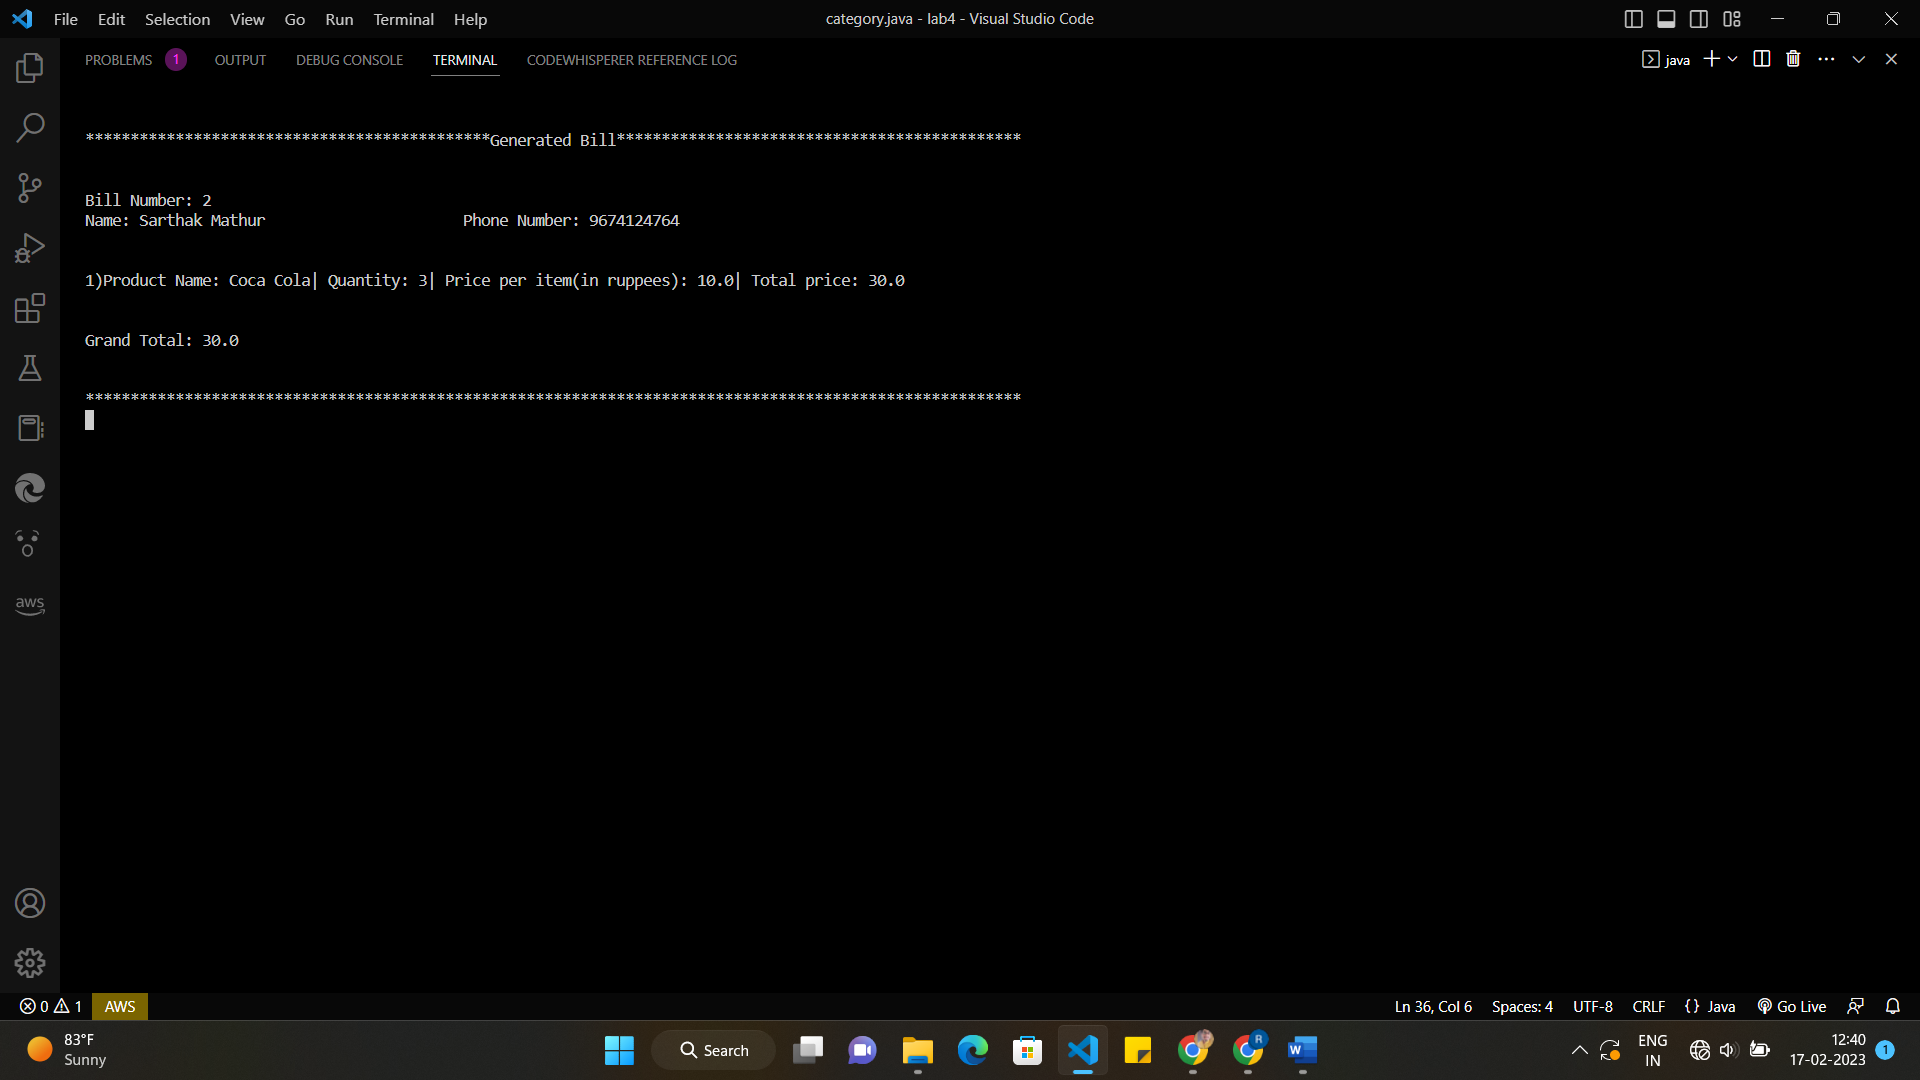 File Edit Selection View Go Run Terminal Help category.java - lab4 - Visual Studio Code
PROBLEMS 1 OUTPUT DEBUG CONSOLE TERMINAL CODEWHISPERER REFERENCE LOG java
*********************************************Generated Bill*********************************************
Bill Number: 2
Name: Sarthak Mathur Phone Number: 9674124764
1)Product Name: Coca Cola| Quantity: 3| Price per item(in ruppees): 10.0| Total price: 30.0
Grand Total: 30.0
********************************************************************************************************
aws
0 1 AWS Ln 36, Col 6 Spaces: 4 UTF-8 CRLF {} Java Go Live
83°F
Sunny
Search
R
W
ENG
IN
12:40
17-02-2023
1